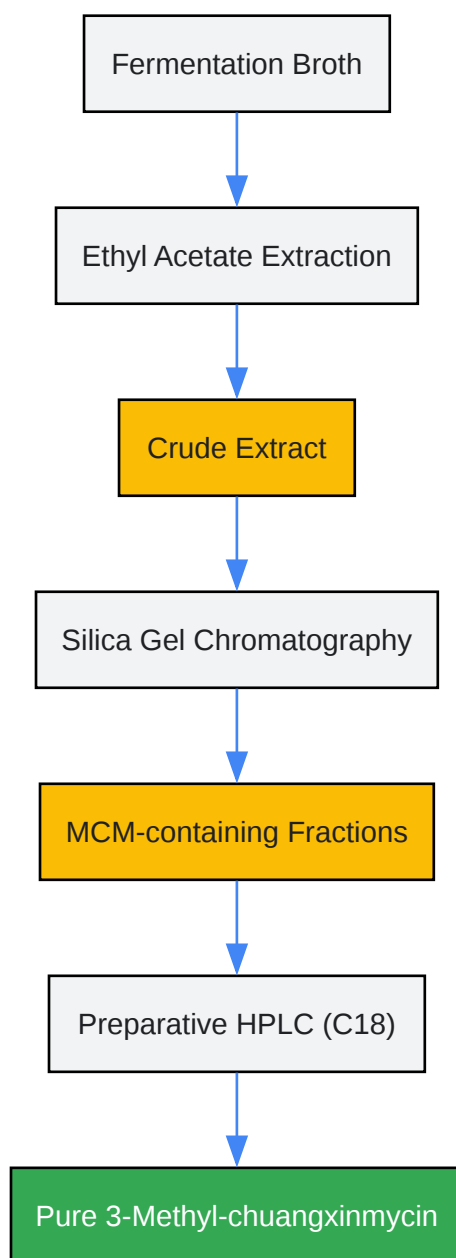 Fermentation Broth
Ethyl Acetate Extraction
Crude Extract
Silica Gel Chromatography
MCM-containing Fractions
Preparative HPLC (C18)
Pure 3-Methyl-chuangxinmycin